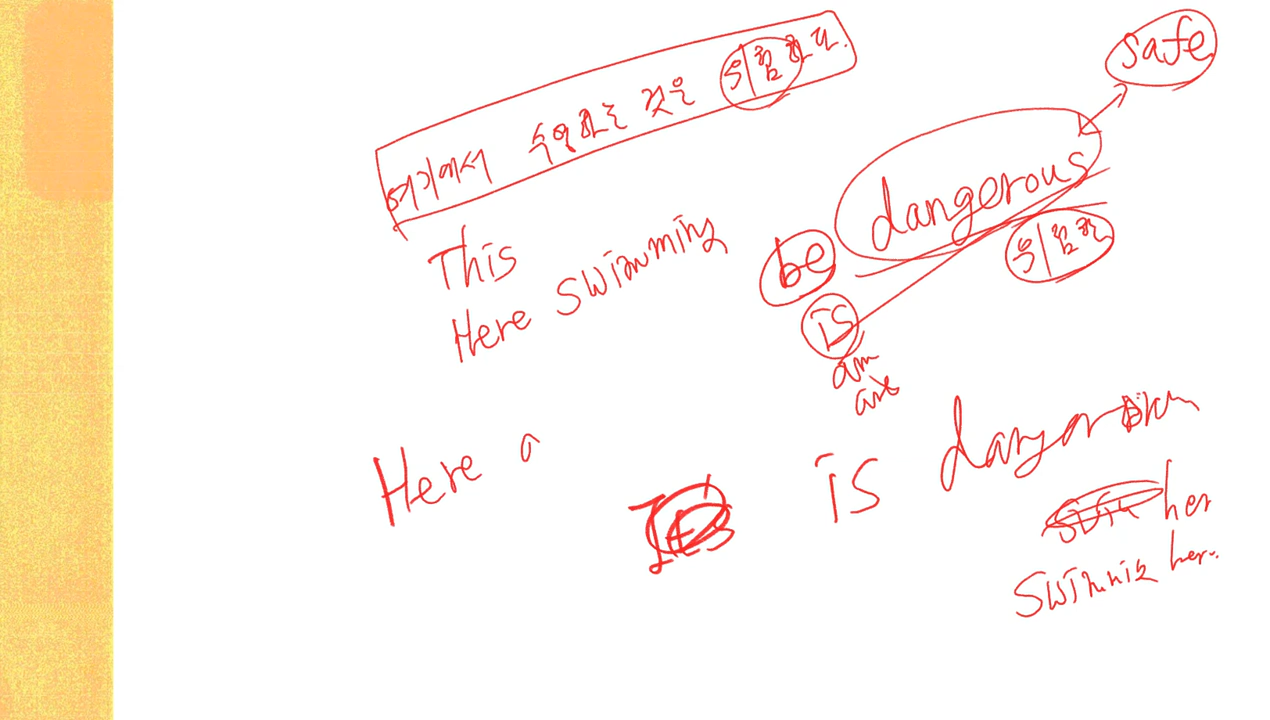 여기에서 수영하는 것은 위험하다.
safe
dangerous
위험한
This
be
Here swimming
is
am
are
Here a
is
her
swimming her.